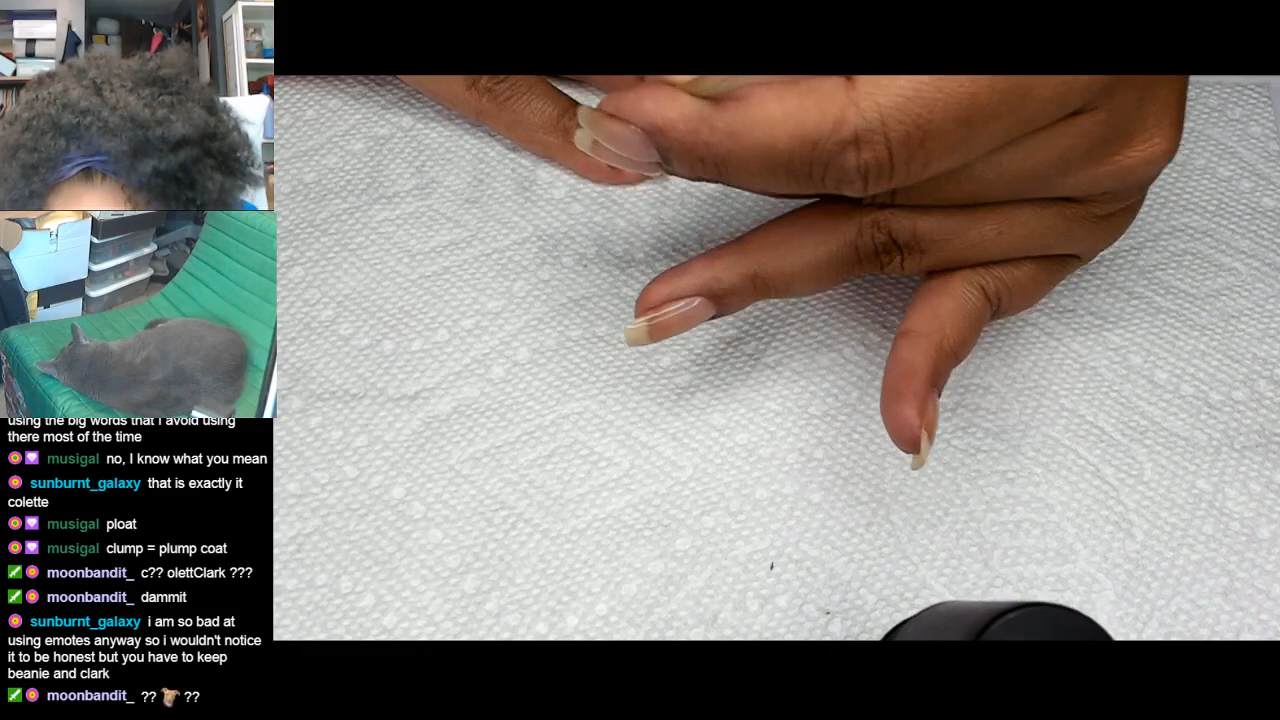 using the big words that I avoid using
there most of the time
musigal no, I know what you mean
sunburnt_galaxy that is exactly it
colette
musigal ploat
musigal clump = plump coat
moonbandit_ c?? olettClark ???
moonbandit_ dammit
sunburnt_galaxy i am so bad at
using emotes anyway so i wouldn't notice
it to be honest but you have to keep
beanie and clark
moonbandit_ ?? ??